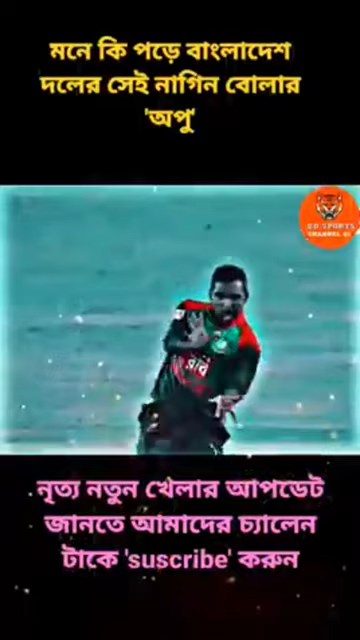 মনে কি পড়ে বাংলাদেশ
দলের সেই নাগিন বোলার
'অপু'
নৃত্য নতুন খেলার আপডেট
জানতে আমাদের চ্যালেন
টাকে 'suscribe' করুন